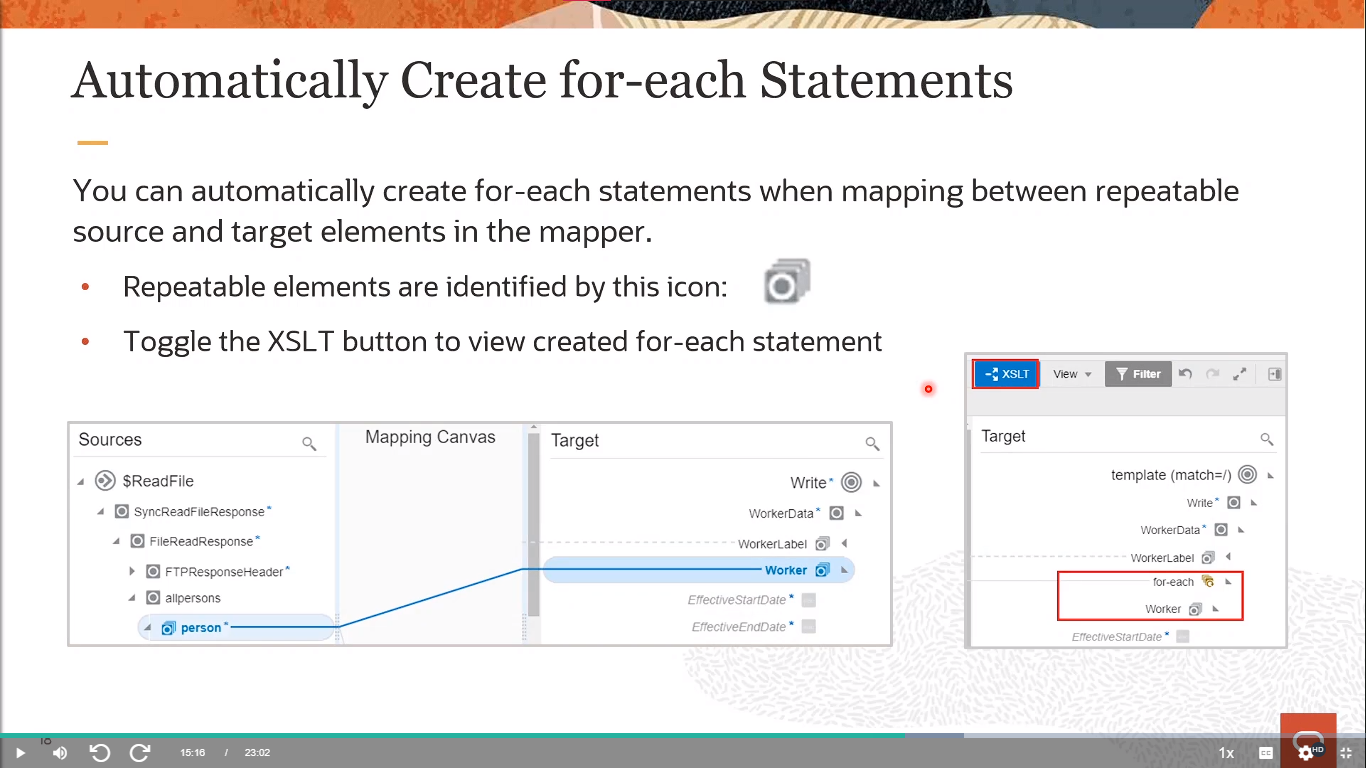 Automatically Create for-each Statements
You can automatically create for-each statements when mapping between repeatable
source and target elements in the mapper.
• Repeatable elements are identified by this icon:
• Toggle the XSLT button to view created for-each statement
Sources
Mapping Canvas
Target
$ReadFile
SyncReadFileResponse*
FileReadResponse*
FTPResponseHeader*
allpersons
person*
Write*
WorkerData*
WorkerLabel
Worker
EffectiveStartDate*
EffectiveEndDate*
XSLT View Filter
Target
template (match=/)
Write*
WorkerData*
WorkerLabel
for-each
Worker
EffectiveStartDate*
15:16 / 23:02
1x CC HD